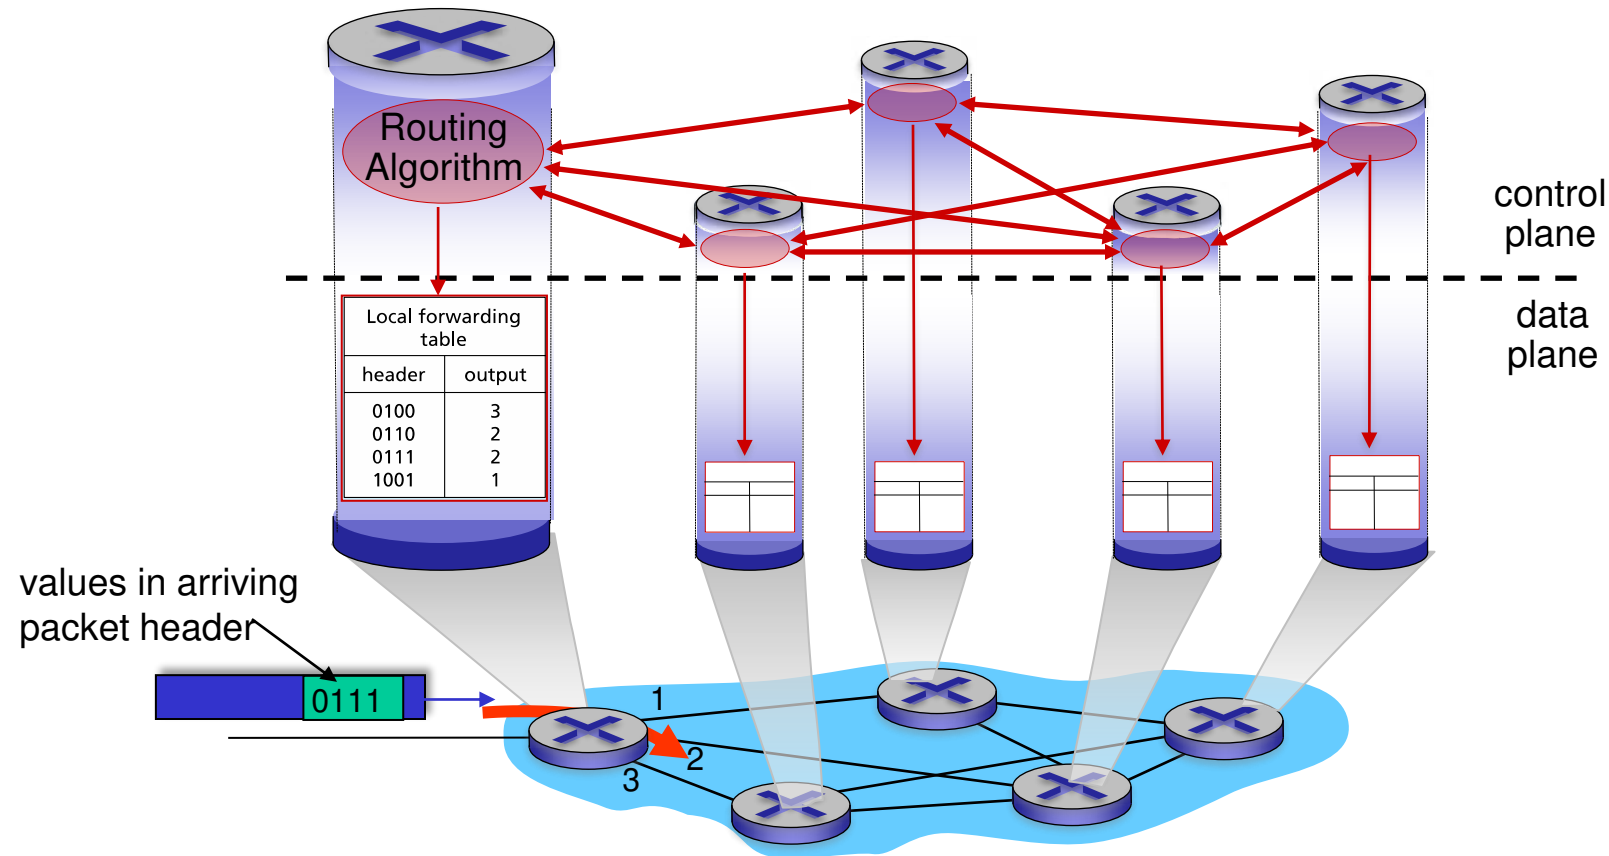 Routing
Algorithm
control
plane
data
plane
Local forwarding
table
header output
0100 3
0110 2
0111 2
1001 1
values in arriving
packet header
0111
1
2
3